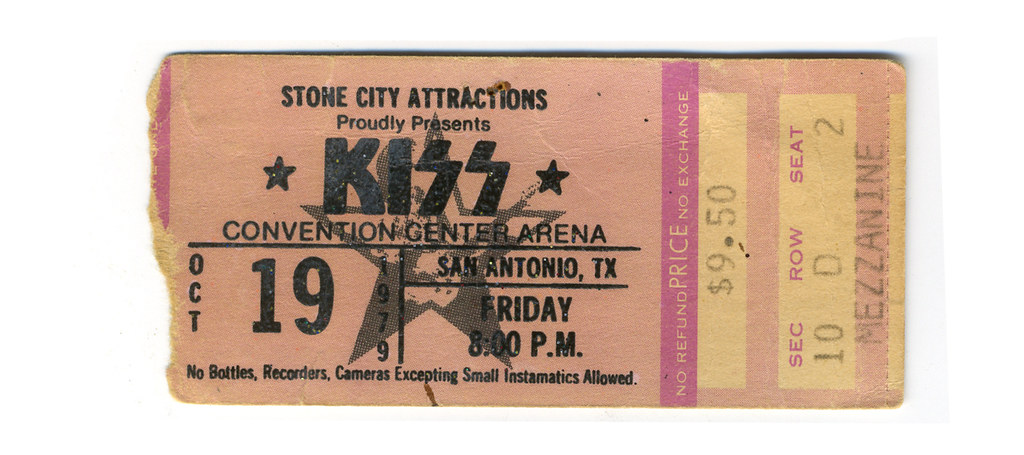 STONE CITY ATTRACTIONS
Proudly Presents
KISS
CONVENTION CENTER ARENA
OCT 19 1979
SAN ANTONIO, TX
FRIDAY
8:00 P.M.
No Bottles, Recorders, Cameras Excepting Small Instamatics Allowed.
NO REFUND PRICE NO EXCHANGE
$9.50
SEC ROW SEAT
10 D 2
MEZZANINE